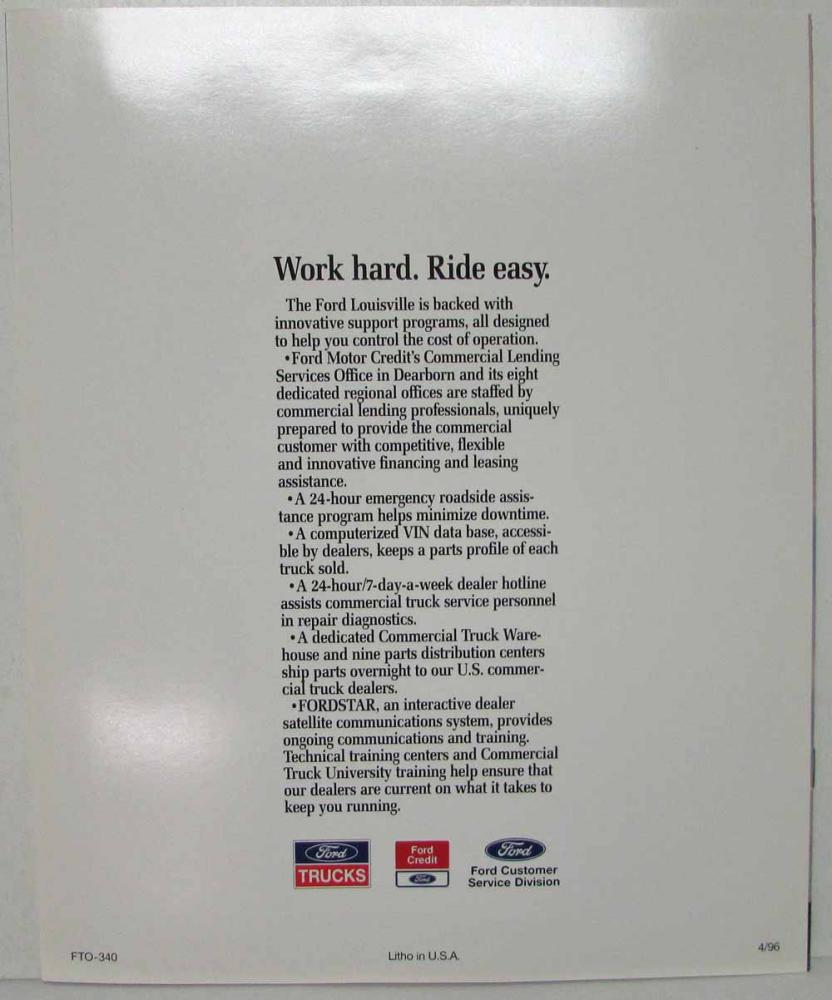 Work hard. Ride easy.
The Ford Louisville is backed with
innovative support programs, all designed
to help you control the cost of operation.
•Ford Motor Credit's Commercial Lending
Services Office in Dearborn and its eight
dedicated regional offices are staffed by
commercial lending professionals, uniquely
prepared to provide the commercial
customer with competitive, flexible
and innovative financing and leasing
assistance.
•A 24-hour emergency roadside assis-
tance program helps minimize downtime.
•A computerized VIN data base, accessi-
ble by dealers, keeps a parts profile of each
truck sold.
•A 24-hour/7-day-a-week dealer hotline
assists commercial truck service personnel
in repair diagnostics.
•A dedicated Commercial Truck Ware-
house and nine parts distribution centers
ship parts overnight to our U.S. commer-
cial truck dealers.
•FORDSTAR, an interactive dealer
satellite communications system, provides
ongoing communications and training.
Technical training centers and Commercial
Truck University training help ensure that
our dealers are current on what it takes to
keep you running.
Ford
TRUCKS
Ford
Credit
Ford
Ford
Ford Customer
Service Division
FTO-340
Litho in U.S.A.
4/96